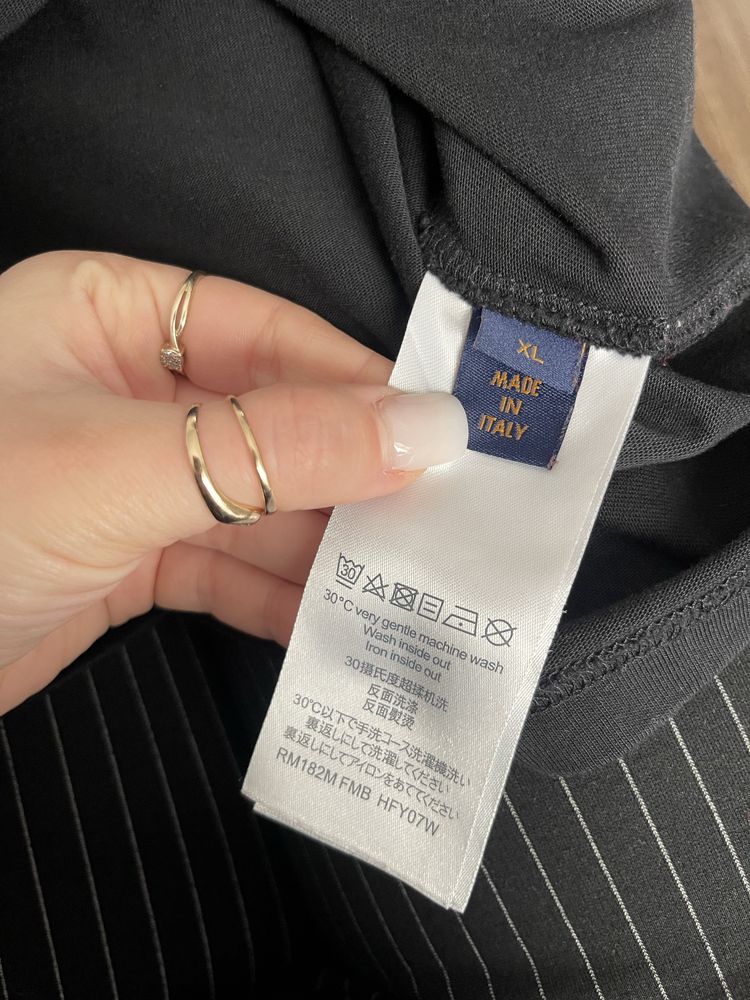 XL
MADE
IN
ITALY
30
30°C very gentle machine wash
Wash inside out
Iron inside out
30摄氏度超揉机洗
反面洗涤
反面熨烫
30℃以下で手洗コース洗濯機洗い
裏返しにして洗濯してください
裏返しにしてアイロンをあててください
RM182M FMB HFY07W